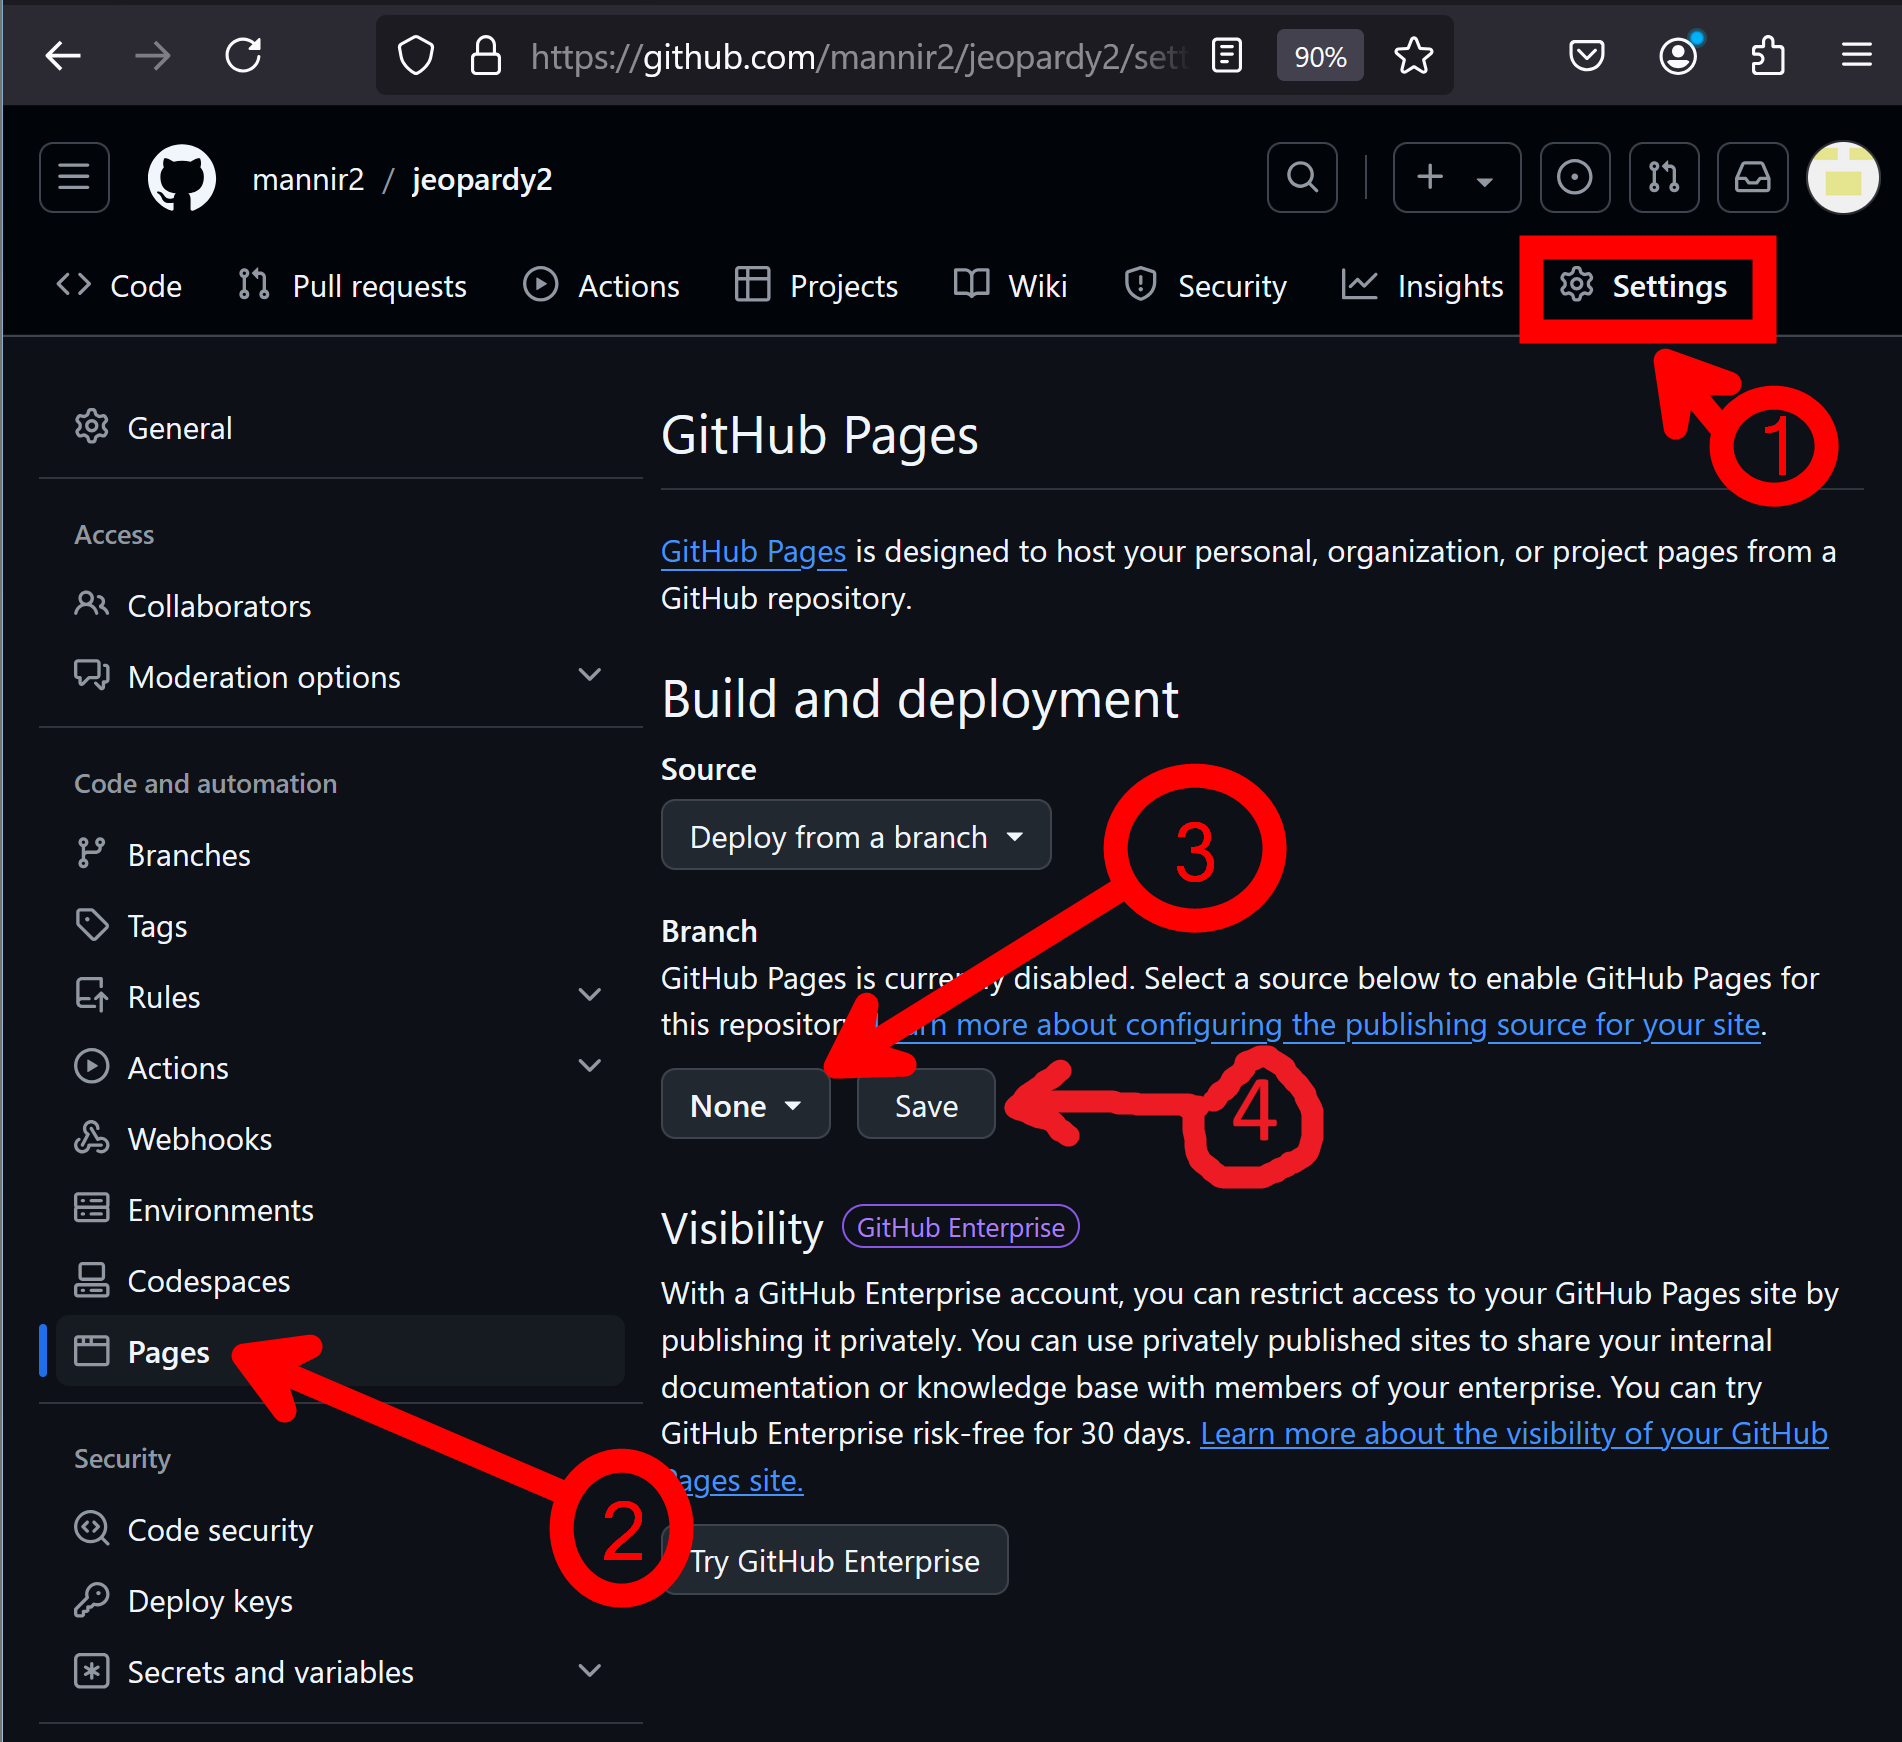 https://github.com/mannir2/jeopardy2/sett
90%
mannir2 / jeopardy2
Code Pull requests Actions Projects Wiki Security Insights Settings
1
General
Access
Collaborators
Moderation options
Code and automation
Branches
Tags
Rules
Actions
Webhooks
Environments
Codespaces
Pages
2
Security
Code security
Deploy keys
Secrets and variables
GitHub Pages
GitHub Pages is designed to host your personal, organization, or project pages from a
GitHub repository.
Build and deployment
Source
Deploy from a branch
3
Branch
GitHub Pages is currently disabled. Select a source below to enable GitHub Pages for
this repository. Learn more about configuring the publishing source for your site.
None Save
4
Visibility GitHub Enterprise
With a GitHub Enterprise account, you can restrict access to your GitHub Pages site by
publishing it privately. You can use privately published sites to share your internal
documentation or knowledge base with members of your enterprise. You can try
GitHub Enterprise risk-free for 30 days. Learn more about the visibility of your GitHub
Pages site.
Try GitHub Enterprise